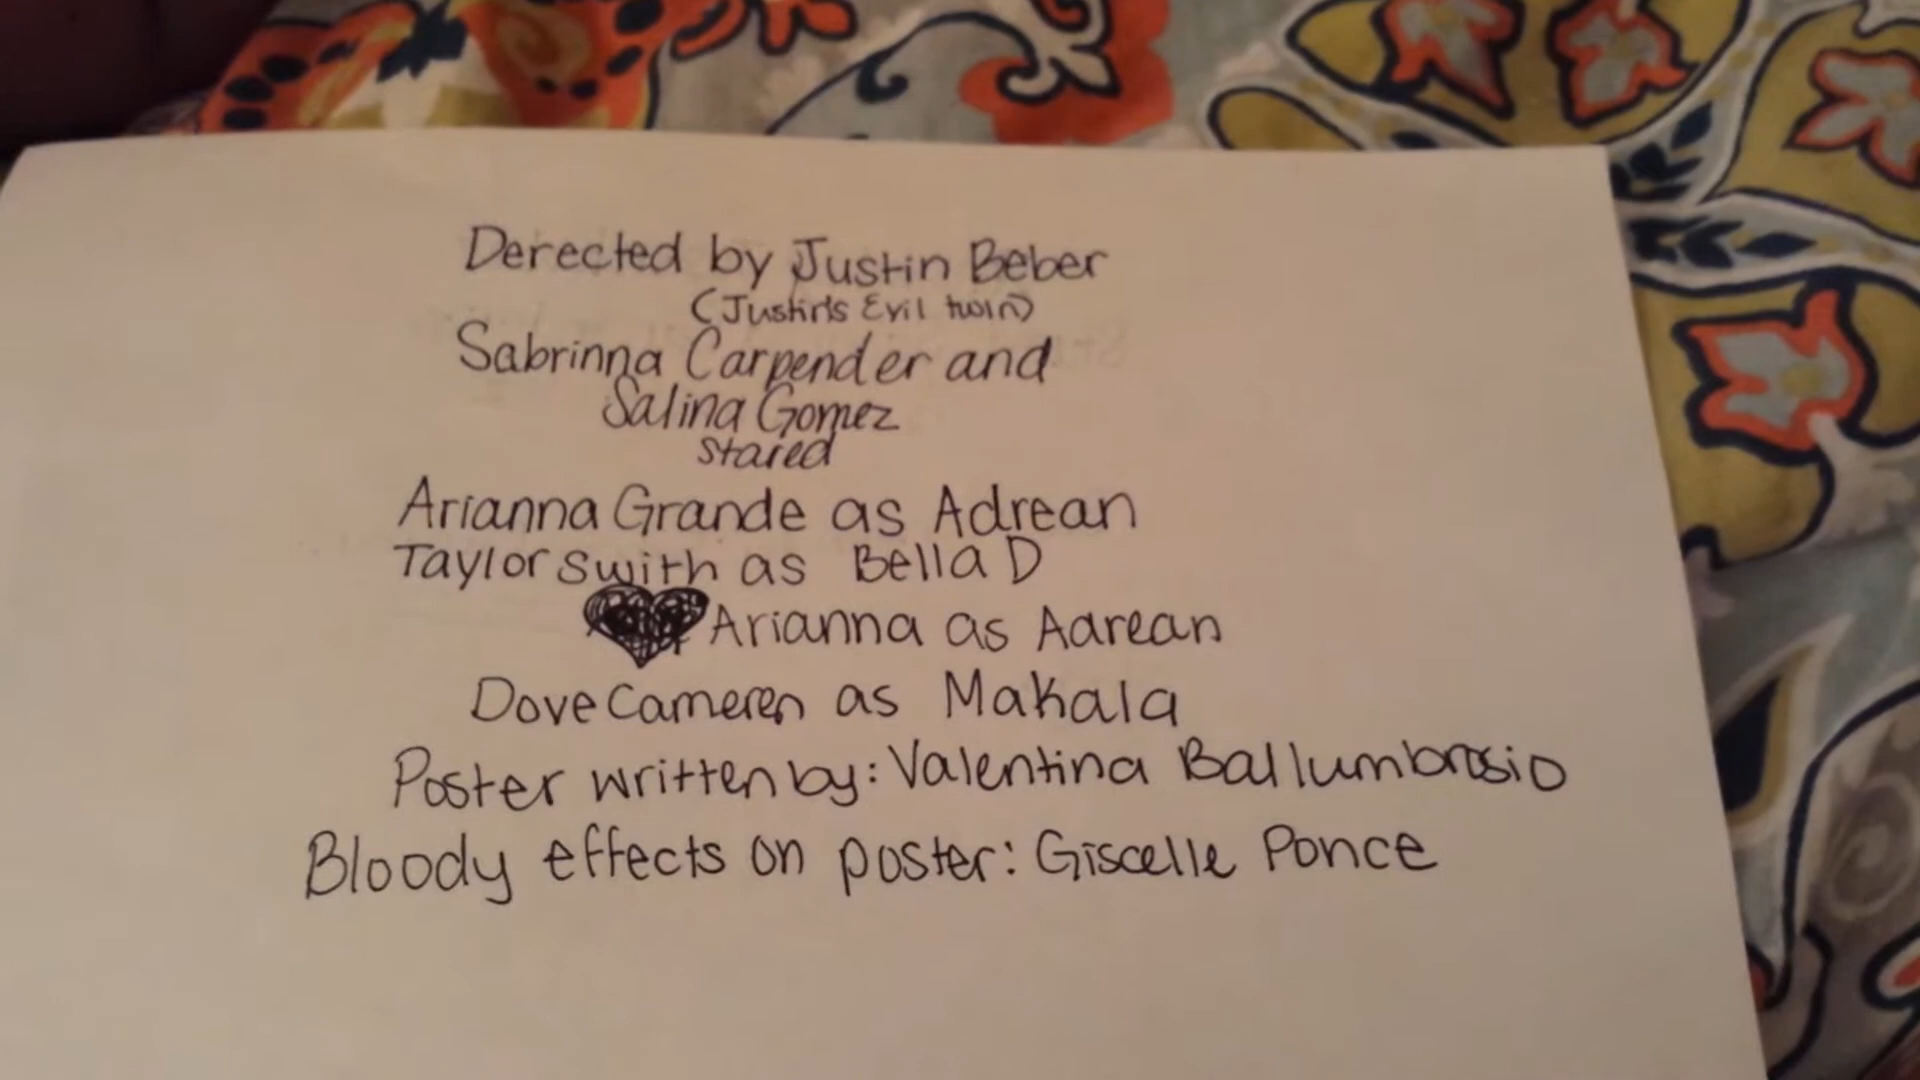 Derected by Justin Beber
(Justin's Evil twin)
Sabrinna Carpender and
Salina Gomez
stared
Arianna Grande as Adrean
Taylor swith as Bella D
Arianna as Aarean
Dove Cameren as Makala
Poster written by: Valentina Ballumbrosio
Bloody effects on poster: Giscelle Ponce